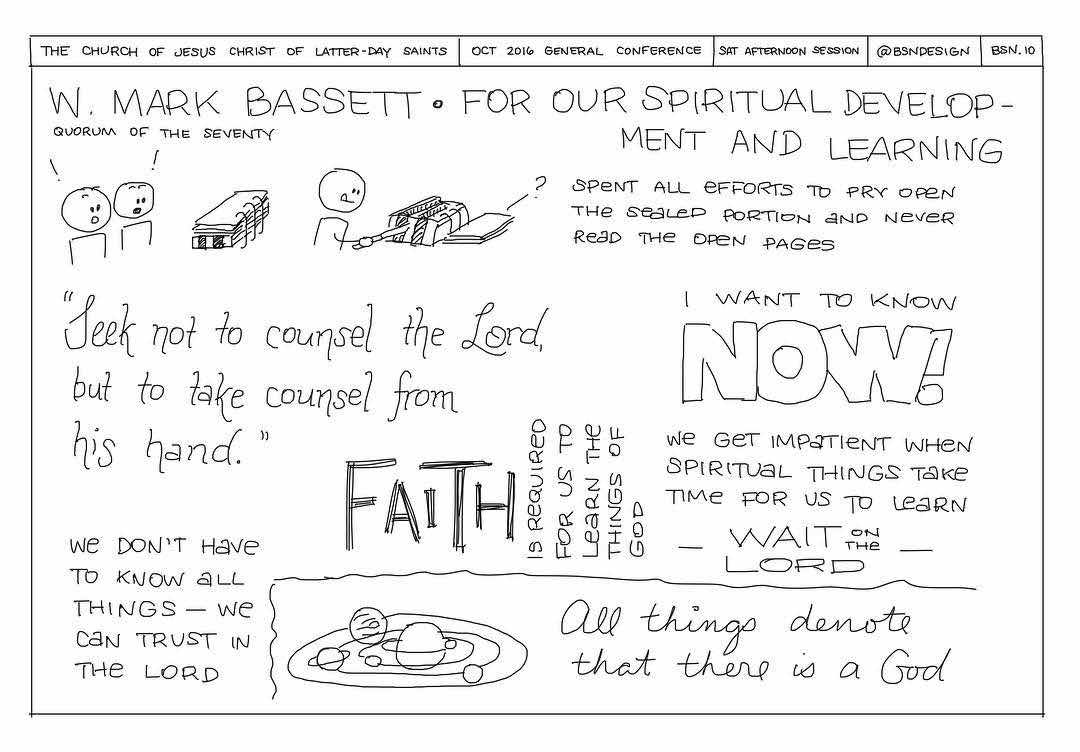 THE CHURCH OF JESUS CHRIST OF LATTER-DAY SAINTS
OCT 2016 GENERAL CONFERENCE
SAT AFTERNOON SESSION
@BSNDESIGN
BSN.10
W. MARK BASSETT • FOR OUR SPIRITUAL DEVELOP-
MENT AND LEARNING
QUORUM OF THE SEVENTY
! !
?
SPENT ALL EFFORTS TO PRY OPEN
THE SEALED PORTION AND NEVER
READ THE OPEN PAGES
"Seek not to counsel the Lord,
but to take counsel from
his hand."
I WANT TO KNOW
NOW!
FAITH
IS REQUIRED
FOR US TO
LEARN THE
THINGS OF
GOD
WE GET IMPATIENT WHEN
SPIRITUAL THINGS TAKE
TIME FOR US TO LEARN
— WAIT ON THE —
LORD
WE DON'T HAVE
TO KNOW ALL
THINGS — WE
CAN TRUST IN
THE LORD
All things denote
that there is a God